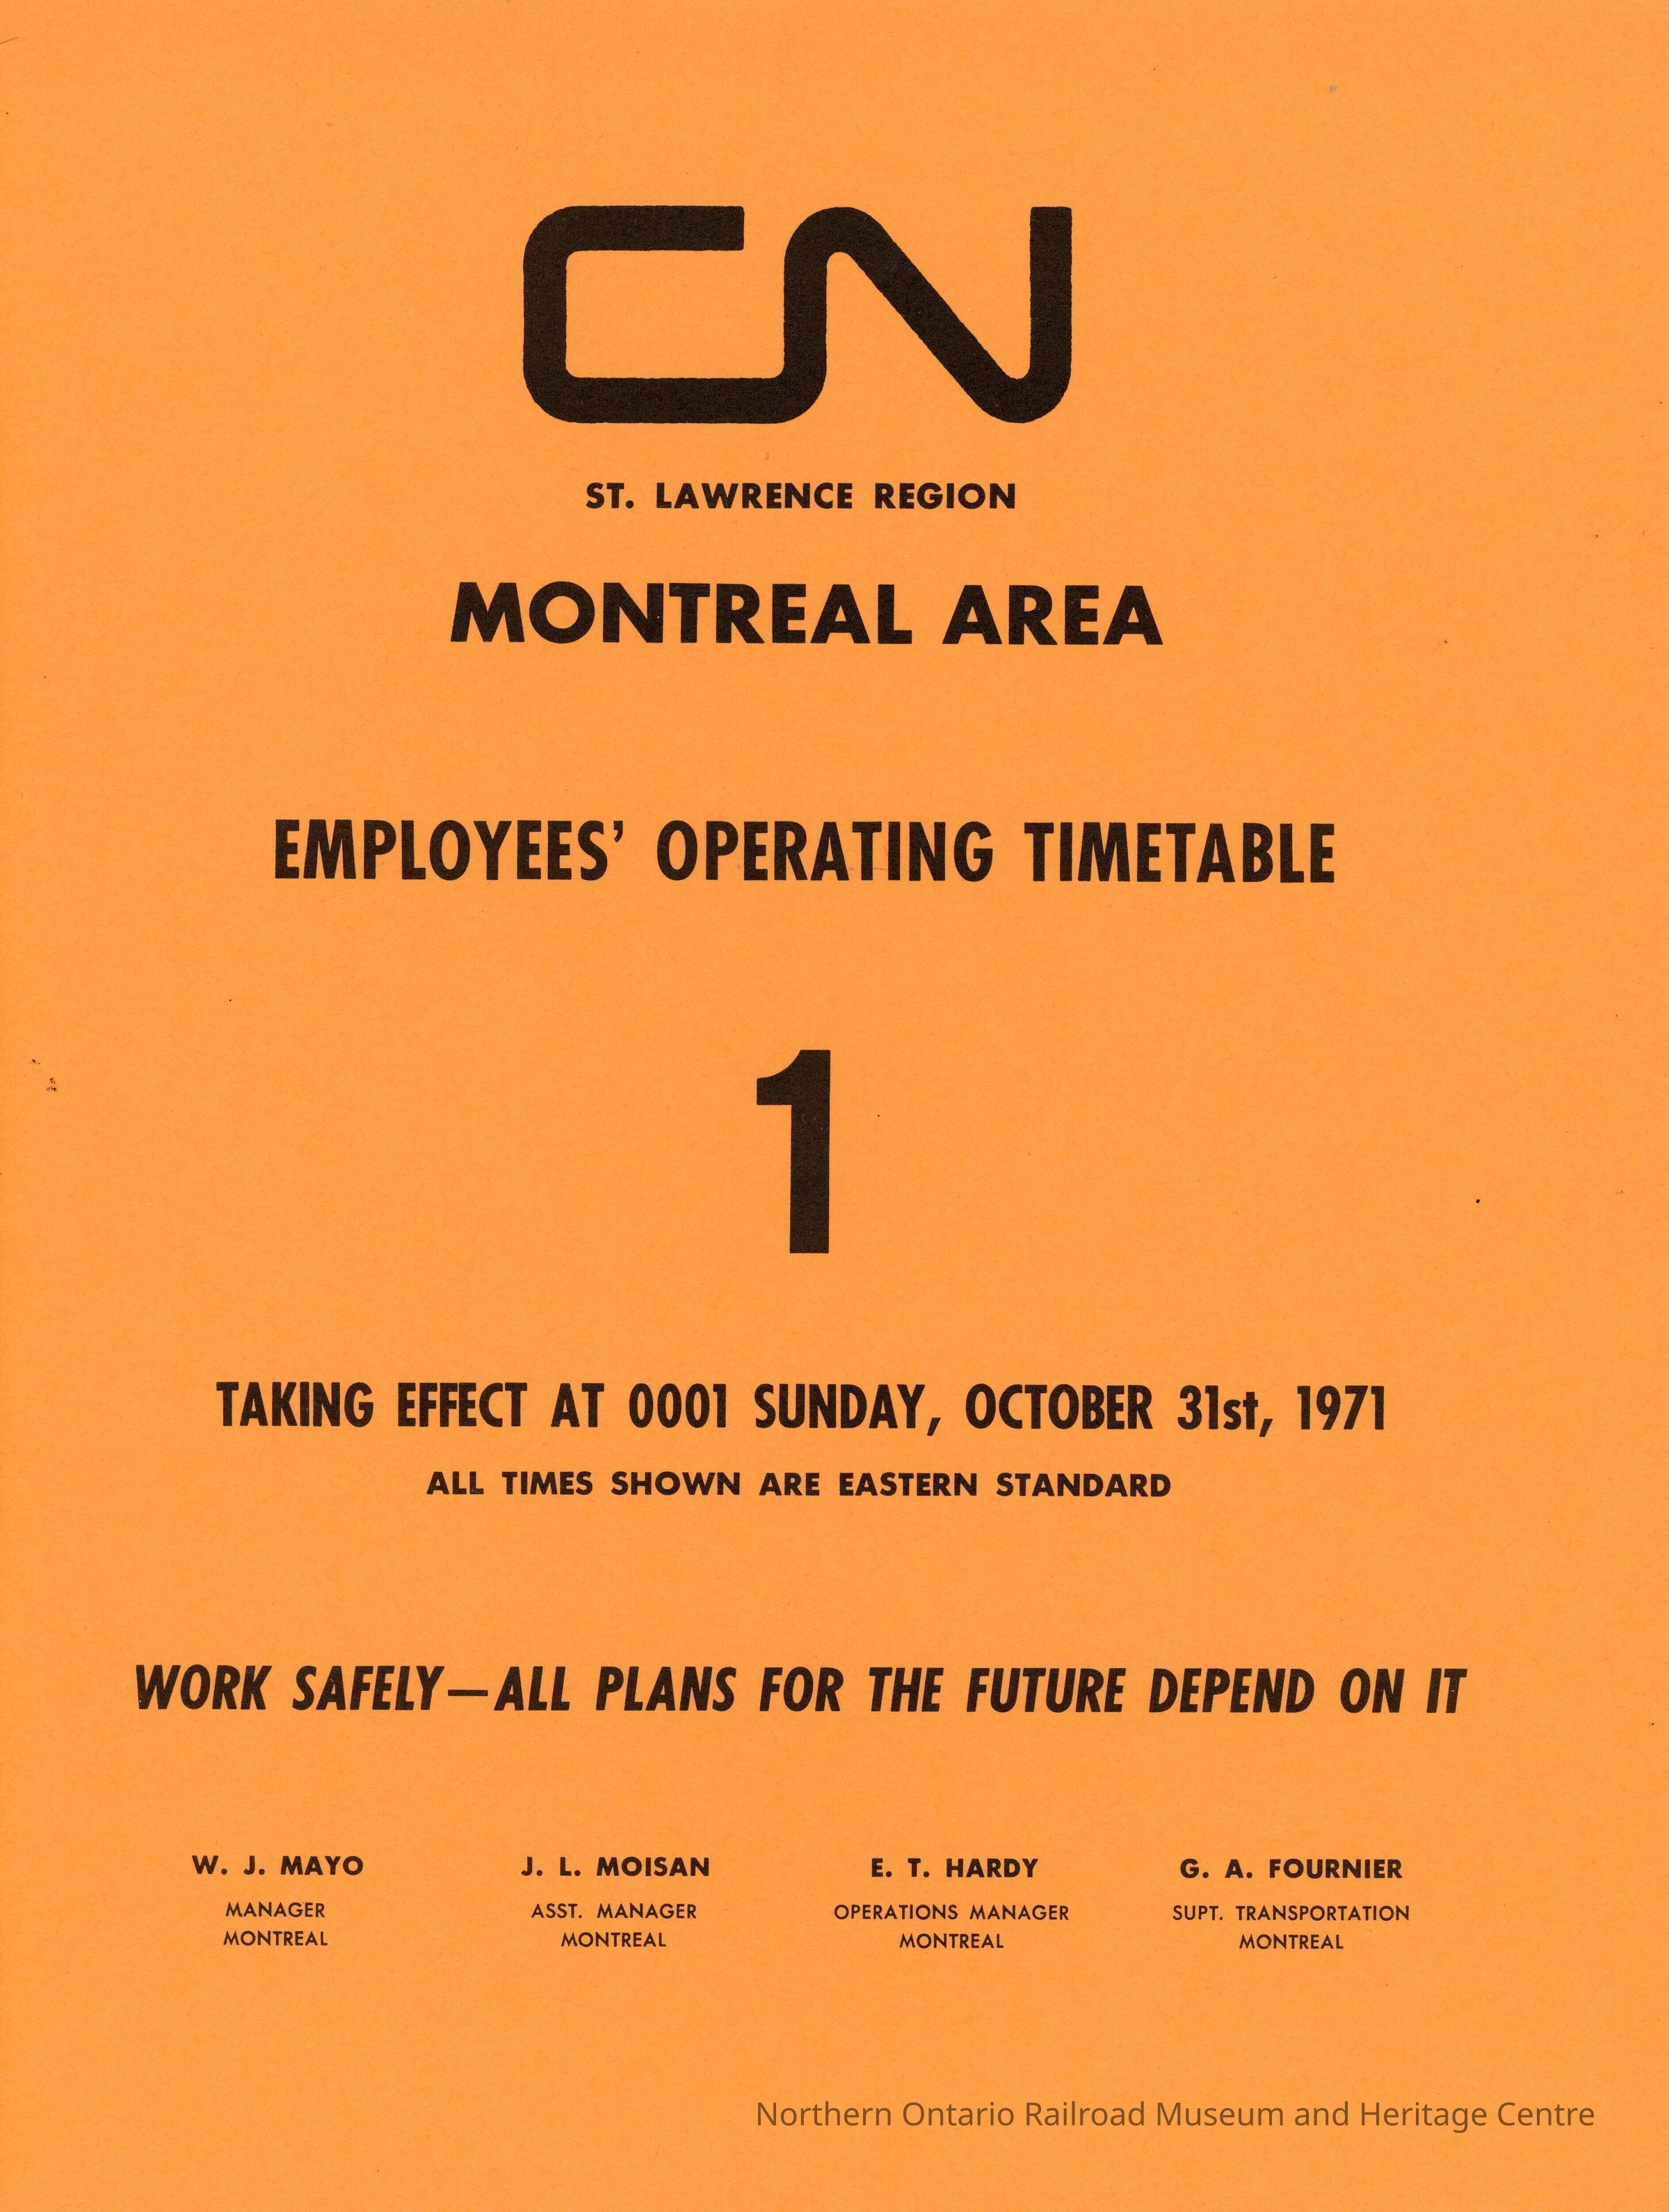 CN
ST. LAWRENCE REGION
MONTREAL AREA
EMPLOYEES' OPERATING TIMETABLE
1
TAKING EFFECT AT 0001 SUNDAY, OCTOBER 31st, 1971
ALL TIMES SHOWN ARE EASTERN STANDARD
WORK SAFELY—ALL PLANS FOR THE FUTURE DEPEND ON IT
W. J. MAYO
MANAGER
MONTREAL
J. L. MOISAN
ASST. MANAGER
MONTREAL
E. T. HARDY
OPERATIONS MANAGER
MONTREAL
G. A. FOURNIER
SUPT. TRANSPORTATION
MONTREAL
Northern Ontario Railroad Museum and Heritage Centre